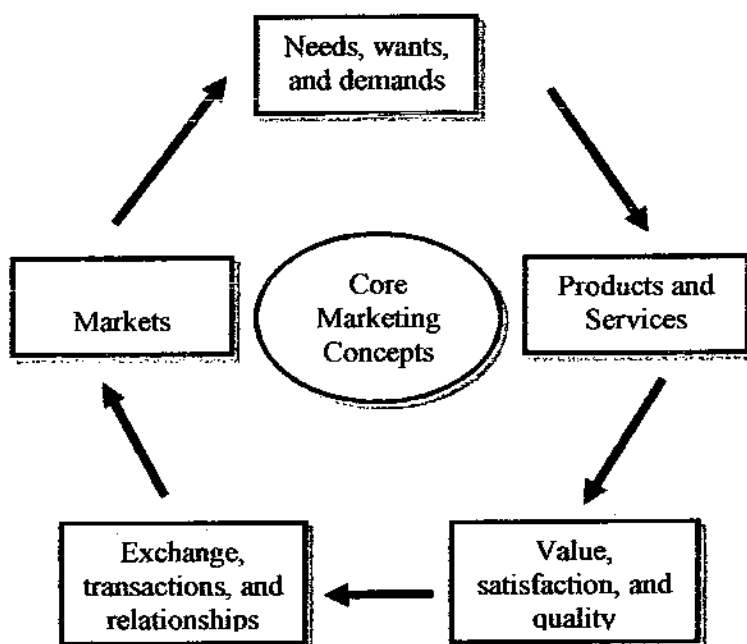 Needs, wants,
and demands
Products and
Services
Value,
satisfaction, and
quality
Exchange,
transactions, and
relationships
Markets
Core
Marketing
Concepts